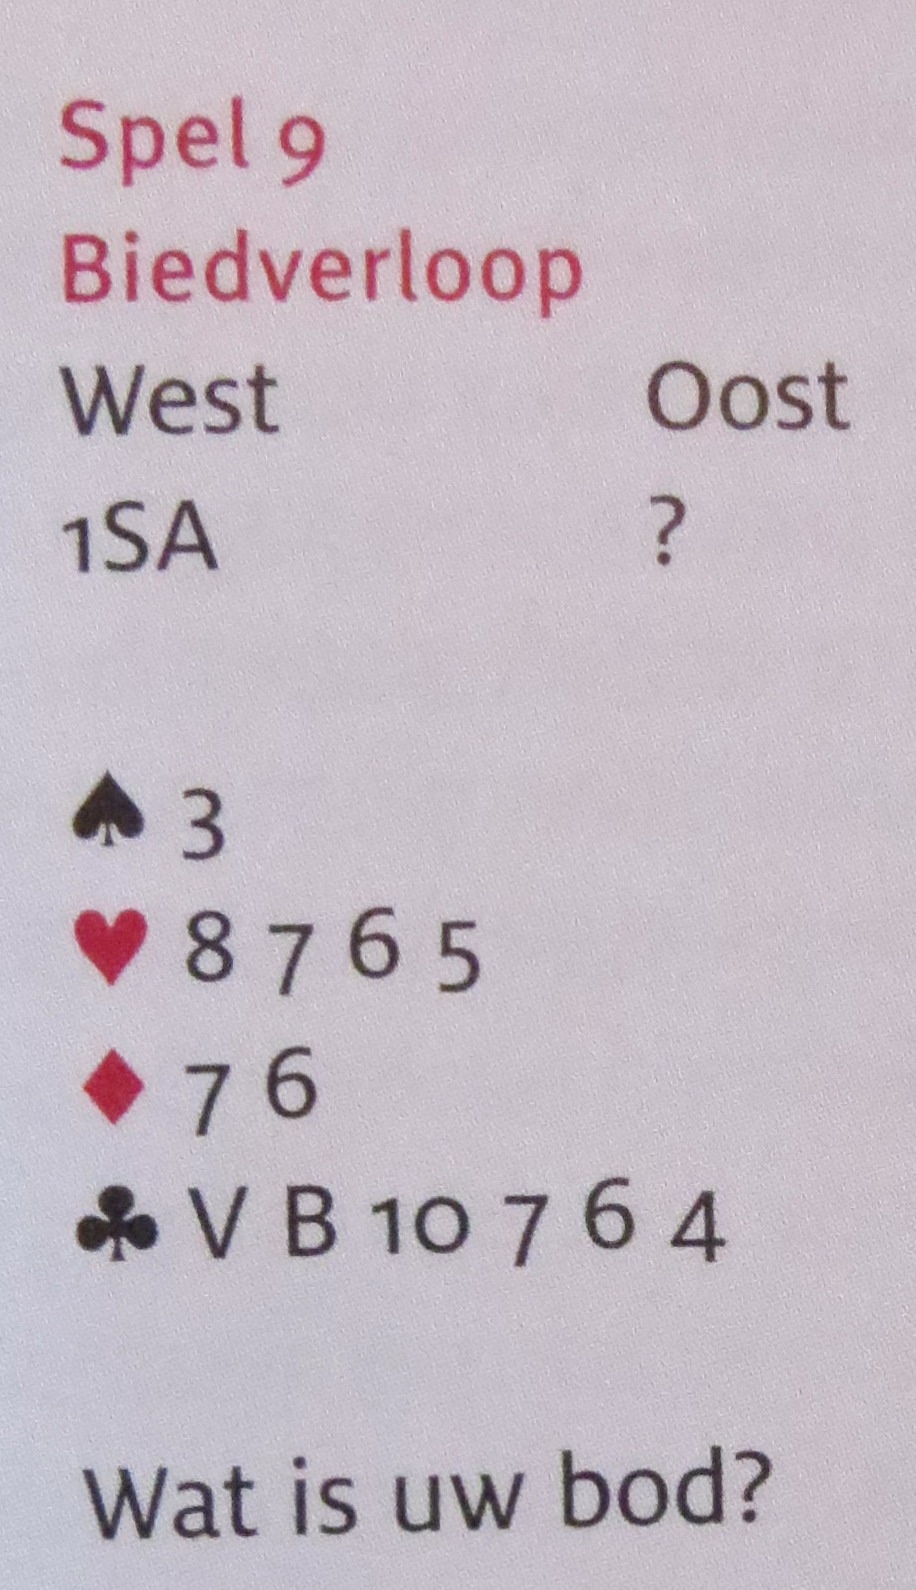 Spel 9
Biedverloop
West Oost
1SA ?
♠ 3
♥ 8 7 6 5
♦ 7 6
♣ V B 10 7 6 4
Wat is uw bod?